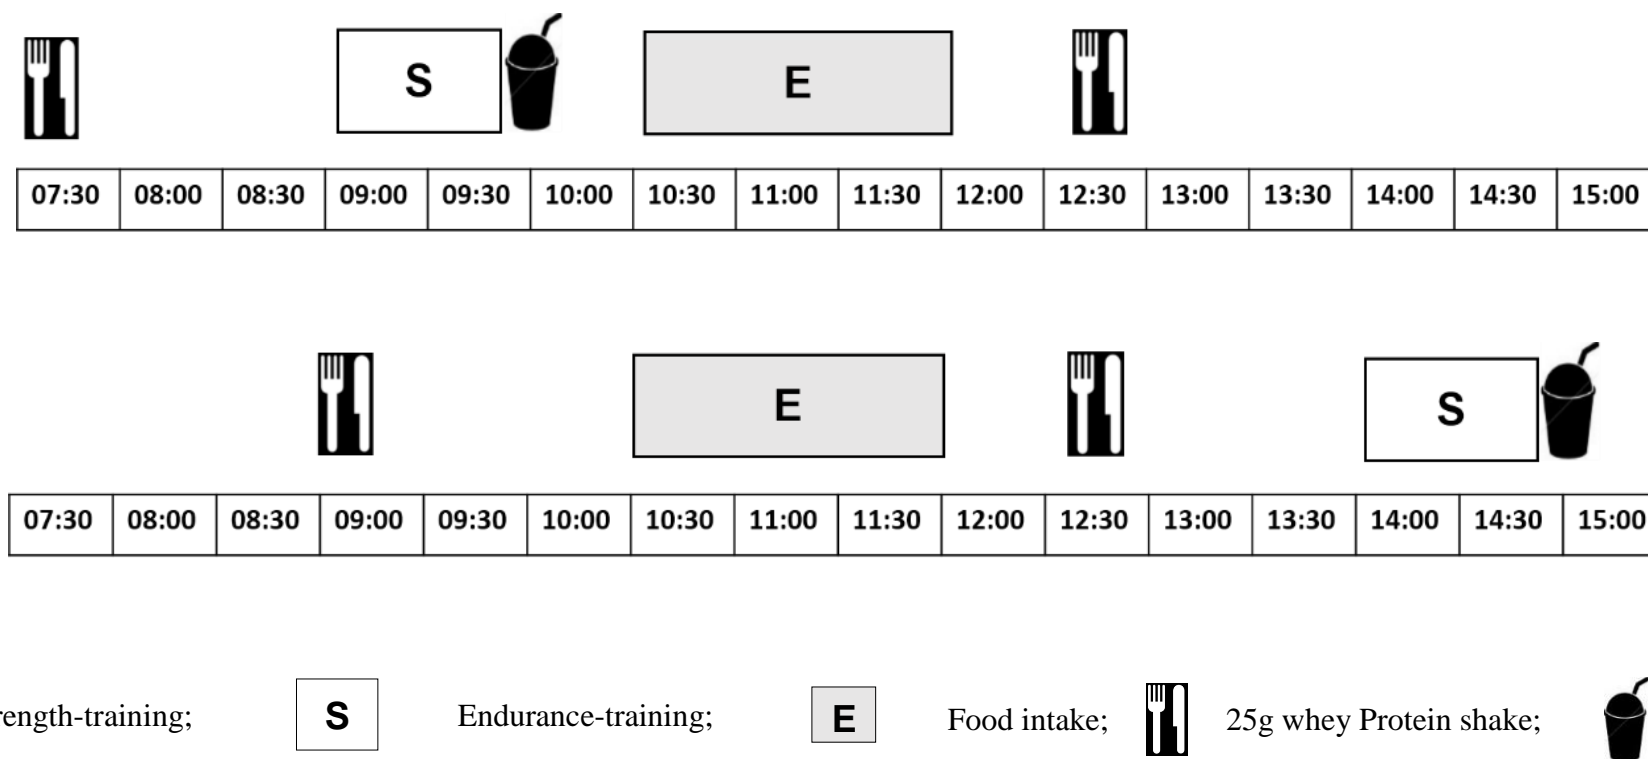 S E
07:30 08:00 08:30 09:00 09:30 10:00 10:30 11:00 11:30 12:00 12:30 13:00 13:30 14:00 14:30 15:00
E S
07:30 08:00 08:30 09:00 09:30 10:00 10:30 11:00 11:30 12:00 12:30 13:00 13:30 14:00 14:30 15:00
rength-training; S Endurance-training; E Food intake; 25g whey Protein shake;